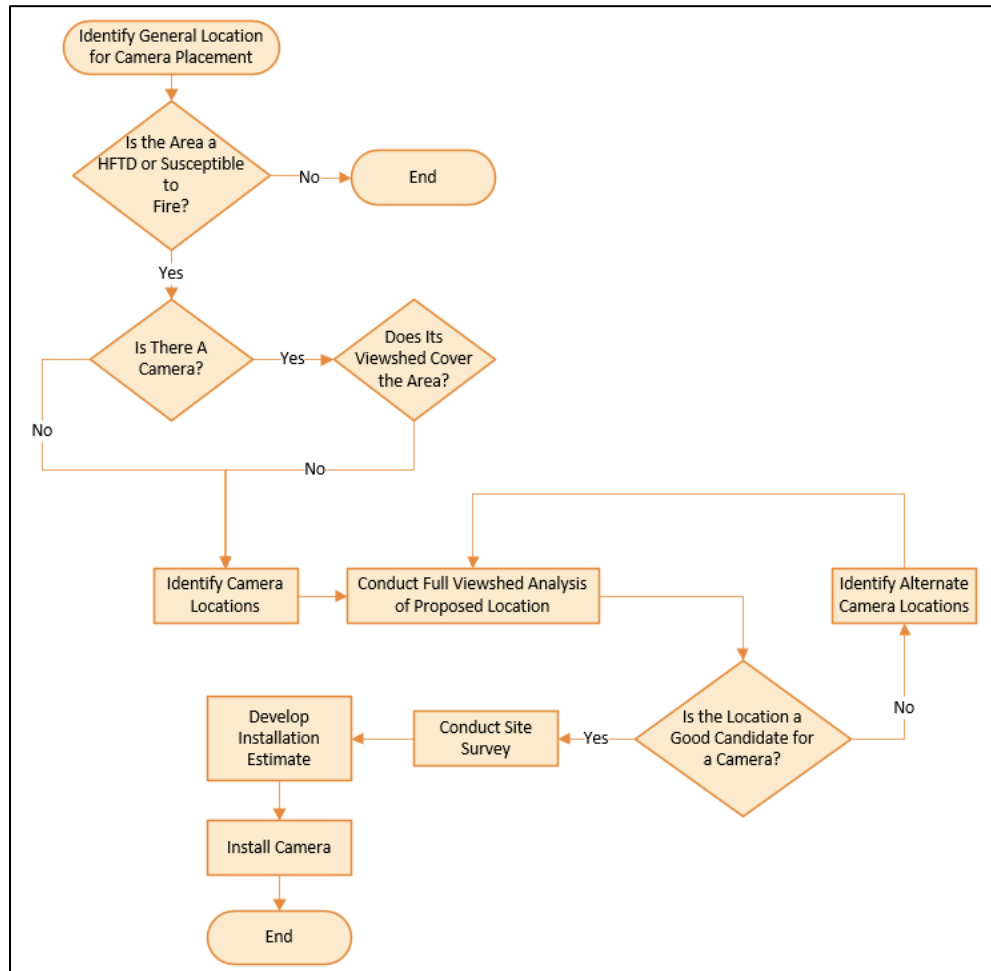 Identify General Location
for Camera Placement
Is the Area a
HFTD or Susceptible
to
Fire?
No
End
Yes
Is There A
Camera?
Yes
Does Its
Viewshed Cover
the Area?
No
No
Identify Camera
Locations
Conduct Full Viewshed Analysis
of Proposed Location
Identify Alternate
Camera Locations
Is the Location a
Good Candidate for
a Camera?
No
Yes
Conduct Site
Survey
Develop
Installation
Estimate
Install Camera
End